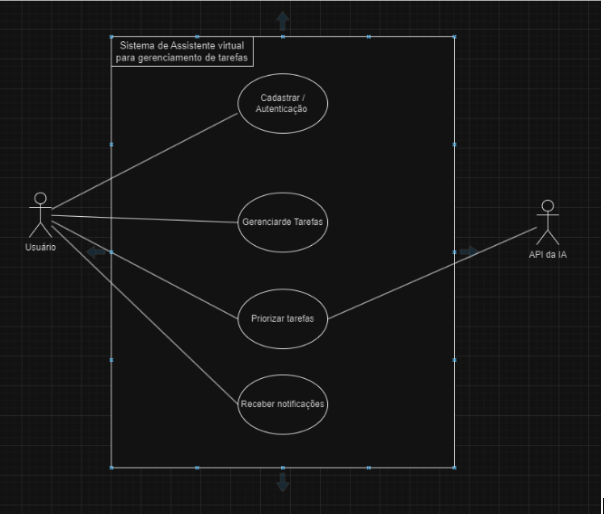 Sistema de Assistente virtual
para gerenciamento de tarefas
Cadastrar /
Autenticação
Gerenciarde Tarefas
Usuário
API da IA
Priorizar tarefas
Receber notificações